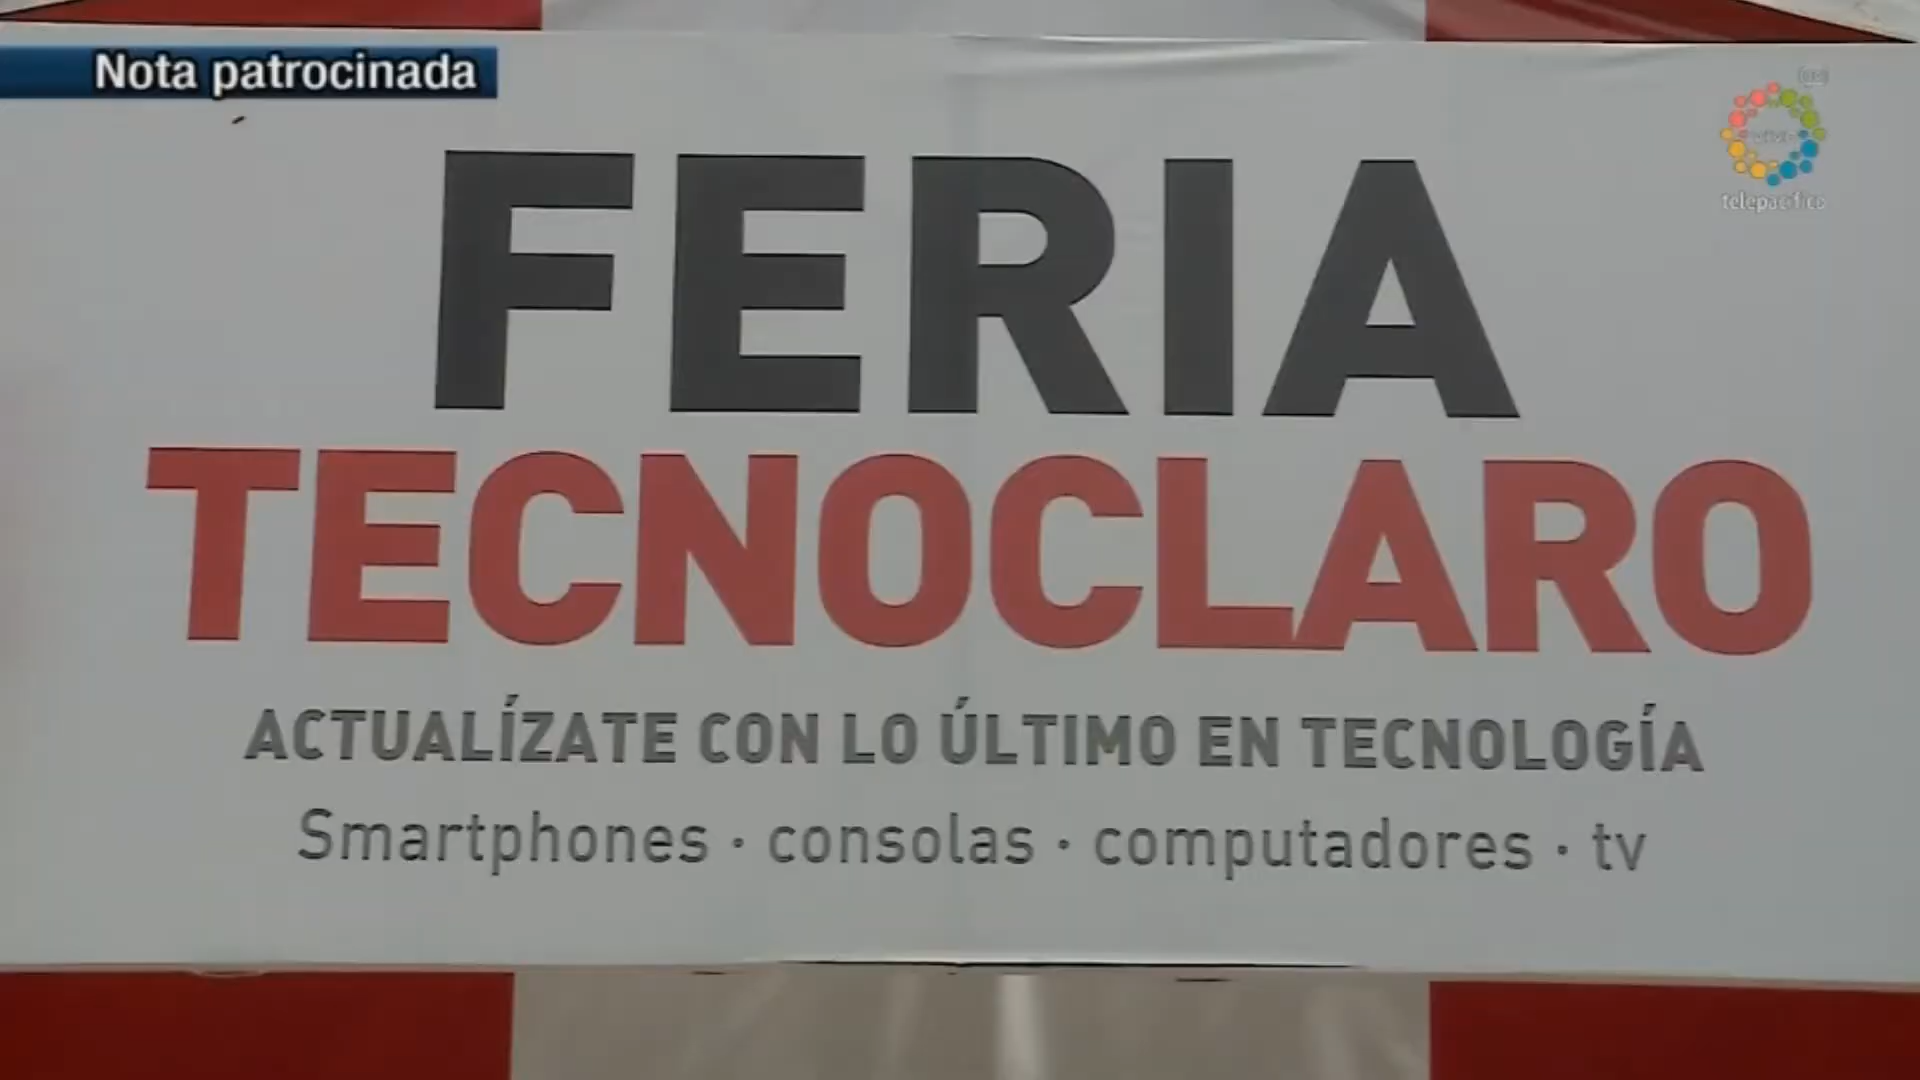 Nota patrocinada
telepacífico
FERIA
TECNOCLARO
ACTUALÍZATE CON LO ÚLTIMO EN TECNOLOGÍA
Smartphones · consolas · computadores · tv